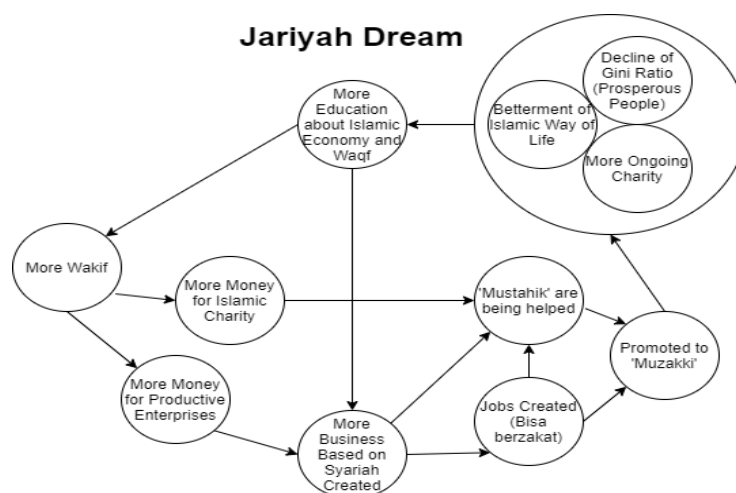 Jariyah Dream
More
Education
about Islamic
Economy and
Waqf
Decline of
Gini Ratio
(Prosperous
People)
Betterment of
Islamic Way of
Life
More Ongoing
Charity
More Wakif
More Money
for Islamic
Charity
'Mustahik' are
being helped
Promoted to
'Muzakki'
More Money
for Productive
Enterprises
Jobs Created
(Bisa
berzakat)
More
Business
Based on
Syariah
Created